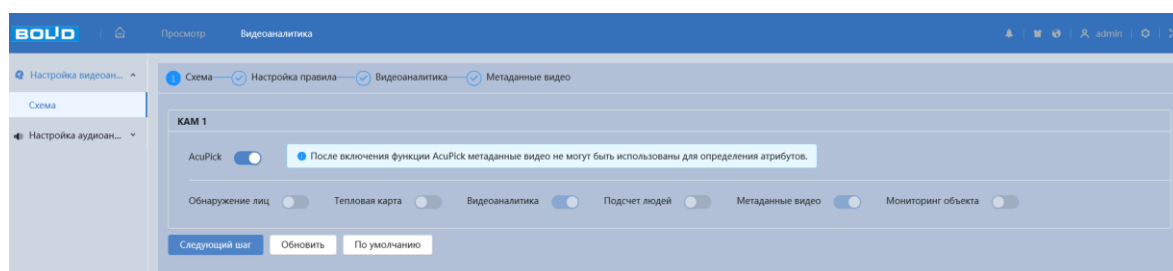 BOLID Просмотр Видеоаналитика admin
Настройка видеоан... 1 Схема Настройка правила Видеоаналитика Метаданные видео
Схема
КАМ 1
Настройка аудиоан...
AcuPick После включения функции AcuPick метаданные видео не могут быть использованы для определения атрибутов.
Обнаружение лиц Тепловая карта Видеоаналитика Подсчет людей Метаданные видео Мониторинг объекта
Следующий шаг Обновить По умолчанию